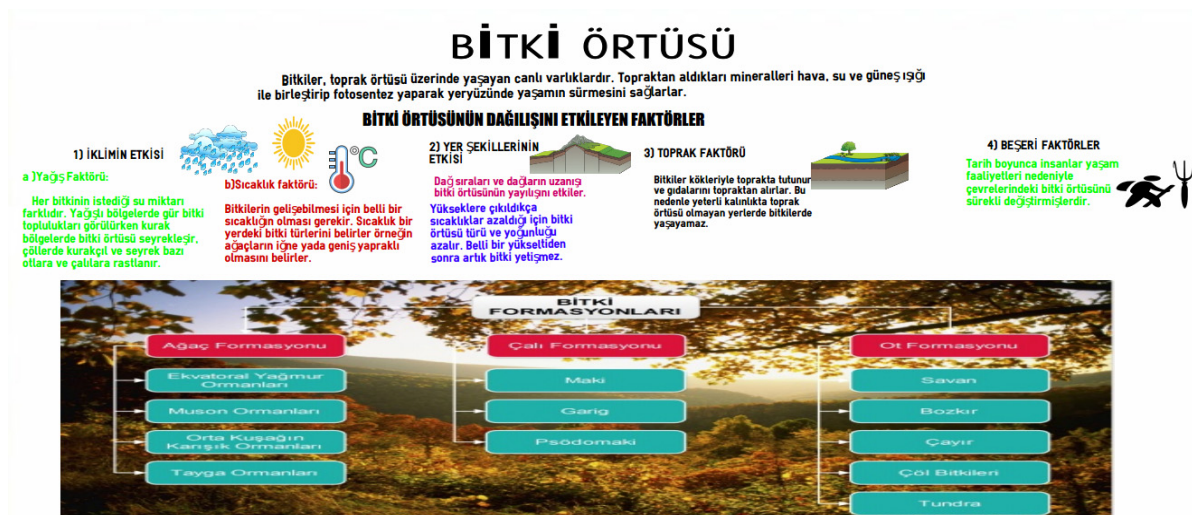 BİTKİ ÖRTÜSÜ
Bitkiler, toprak örtüsü üzerinde yaşayan canlı varlıklardır. Topraktan aldıkları mineralleri hava, su ve güneş ışığı
ile birleştirip fotosentez yaparak yeryüzünde yaşamın sürmesini sağlarlar.
BİTKİ ÖRTÜSÜNÜN DAĞILIŞINI ETKİLEYEN FAKTÖRLER
1) İKLİMİN ETKİSİ
a )Yağış Faktörü:
Her bitkinin istediği su miktarı
farklıdır. Yağışlı bölgelerde gür bitki
toplulukları görülürken kurak
bölgelerde bitki örtüsü seyrekleşir,
çöllerde kurakçıl ve seyrek bazı
otlara ve çalılara rastlanır.
°C
b)Sıcaklık faktörü:
Bitkilerin gelişebilmesi için belli bir
sıcaklığın olması gerekir. Sıcaklık bir
yerdeki bitki türlerini belirler örneğin
ağaçların iğne yada geniş yapraklı
olmasını belirler.
2) YER ŞEKİLLERİNİN
ETKİSİ
Dağ sıraları ve dağların uzanışı
bitki örtüsünün yayılışını etkiler.
Yükseklere çıkıldıkça
sıcaklıklar azaldığı için bitki
örtüsü türü ve yoğunluğu
azalır. Belli bir yükseltiden
sonra artık bitki yetişmez.
3) TOPRAK FAKTÖRÜ
Bitkiler kökleriyle toprakta tutunur
ve gıdalarını topraktan alırlar. Bu
nedenle yeterli kalınlıkta toprak
örtüsü olmayan yerlerde bitkilerde
yaşayamaz.
4) BEŞERİ FAKTÖRLER
Tarih boyunca insanlar yaşam
faaliyetleri nedeniyle
çevrelerindeki bitki örtüsünü
sürekli değiştirmişlerdir.
BİTKİ
FORMASYONLARI
Ağaç Formasyonu
Ekvatoral Yağmur
Ormanları
Muson Ormanları
Orta Kuşağın
Karışık Ormanları
Tayga Ormanları
Çalı Formasyonu
Maki
Garig
Psödomaki
Ot Formasyonu
Savan
Bozkır
Çayır
Çöl Bitkileri
Tundra